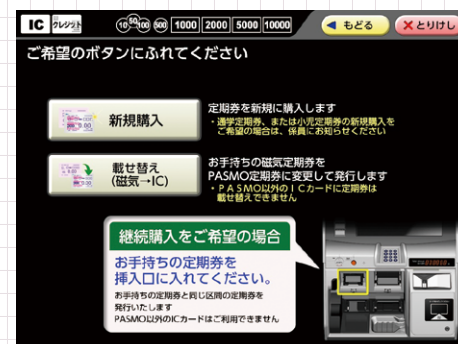 IC クレジット 10 50 100 500 1000 2000 5000 10000 もどる ×とりけし
ご希望のボタンにふれてください
新規購入
定期券を新規に購入します
・通学定期券、または小児定期券の新規購入を
ご希望の場合は、係員にお知らせください
載せ替え
(磁気→IC)
お手持ちの磁気定期券を
PASMO定期券に変更して発行します
・PASMO以外のICカードに定期券は
載せ替えできません
継続購入をご希望の場合
お手持ちの定期券を
挿入口に入れてください。
お手持ちの定期券と同じ区間の定期券を
発行いたします
PASMO以外のICカードはご利用できません